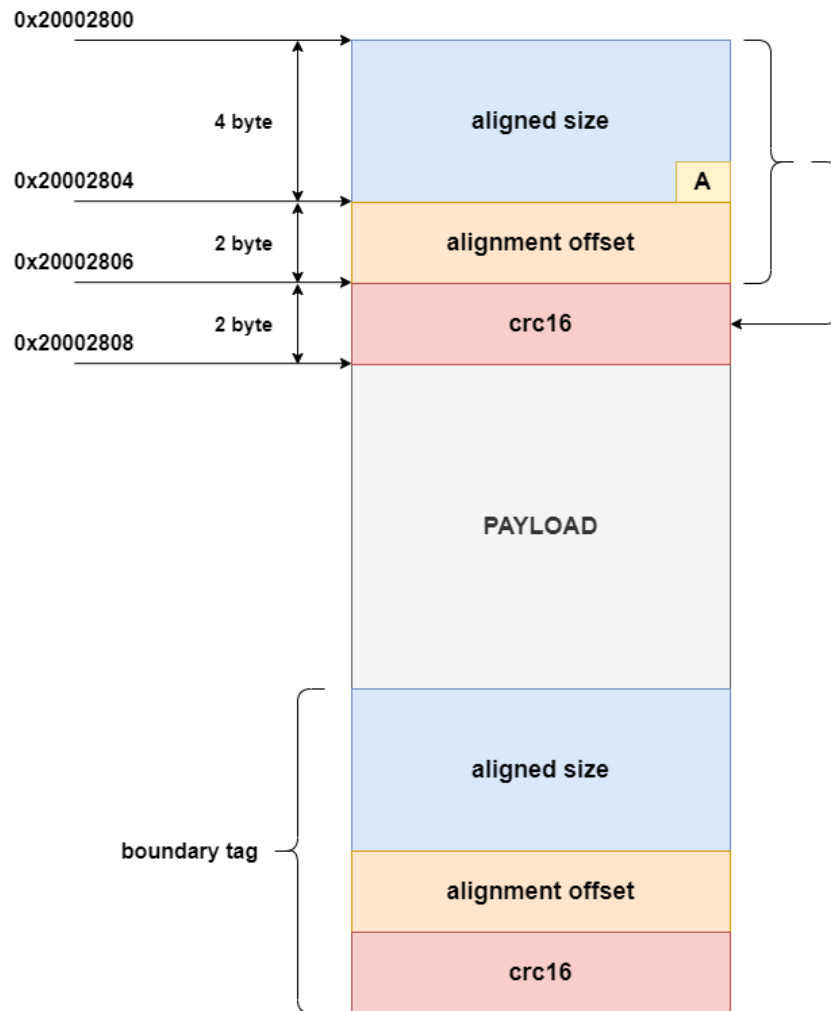 0x20002800
4 byte
aligned size
A
0x20002804
2 byte
alignment offset
0x20002806
2 byte
crc16
0x20002808
PAYLOAD
aligned size
boundary tag
alignment offset
crc16